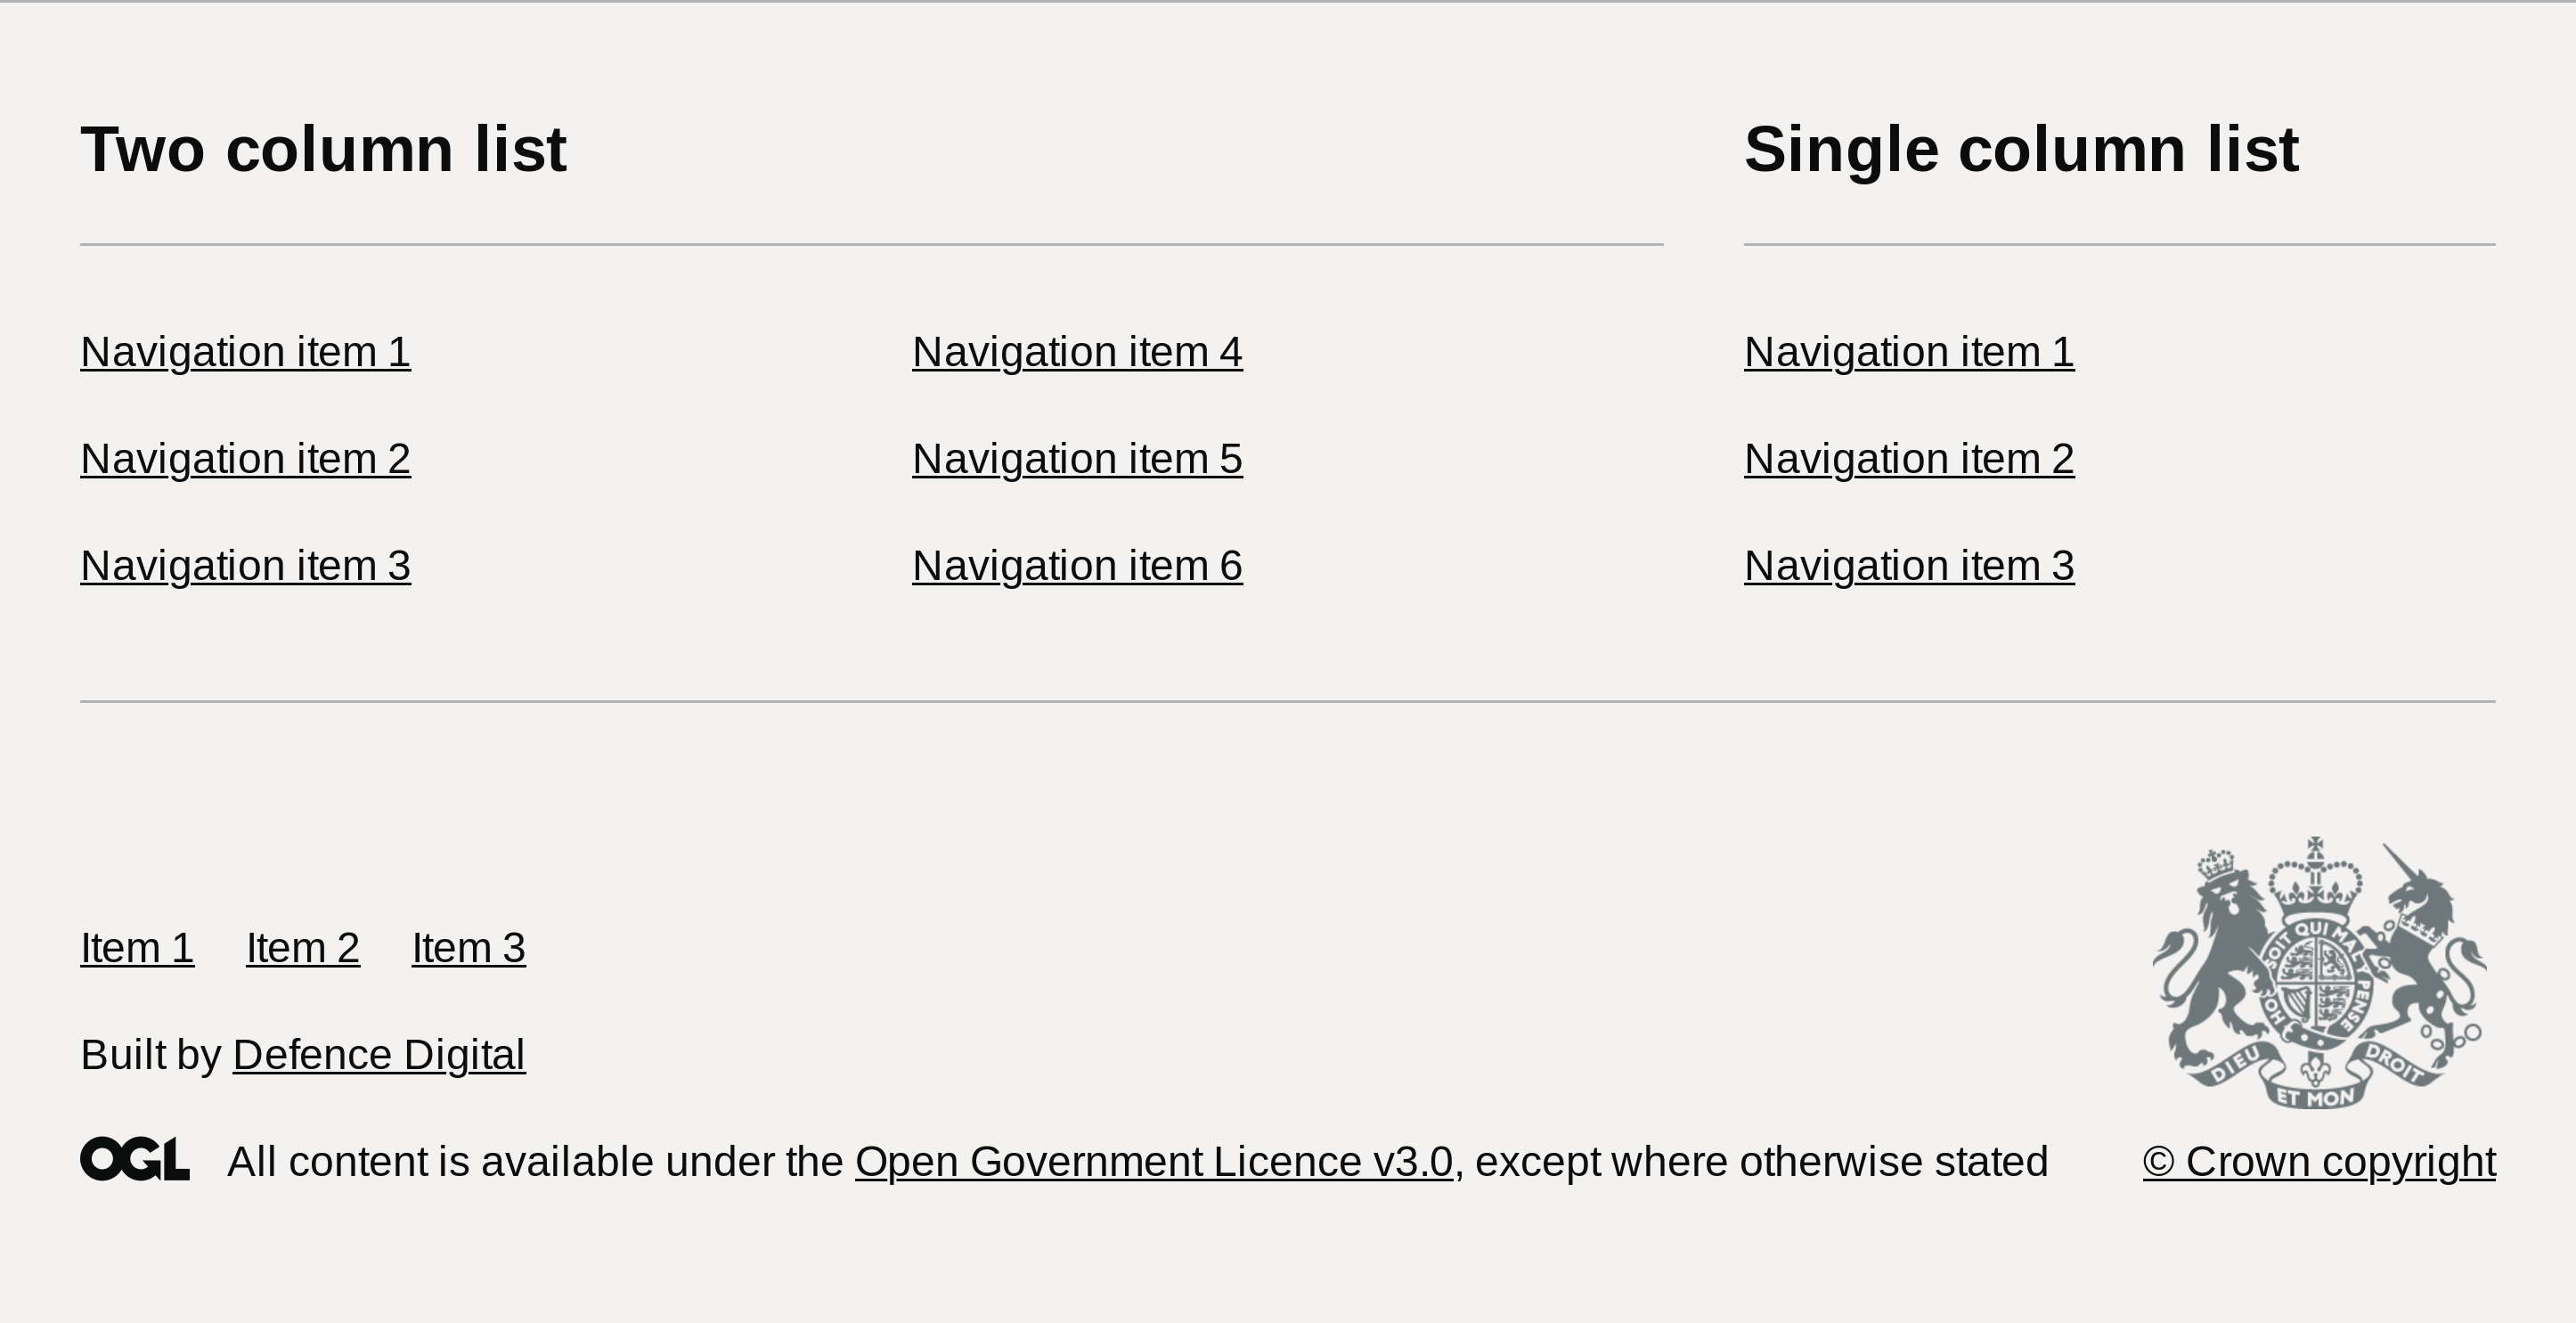 Two column list
Navigation item 1
Navigation item 2
Navigation item 3
Navigation item 4
Navigation item 5
Navigation item 6
Single column list
Navigation item 1
Navigation item 2
Navigation item 3
Item 1 Item 2 Item 3
Built by Defence Digital
OGL All content is available under the Open Government Licence v3.0, except where otherwise stated
SOIT QUI MAL Y PENSE
DIEU ET MON DROIT
© Crown copyright